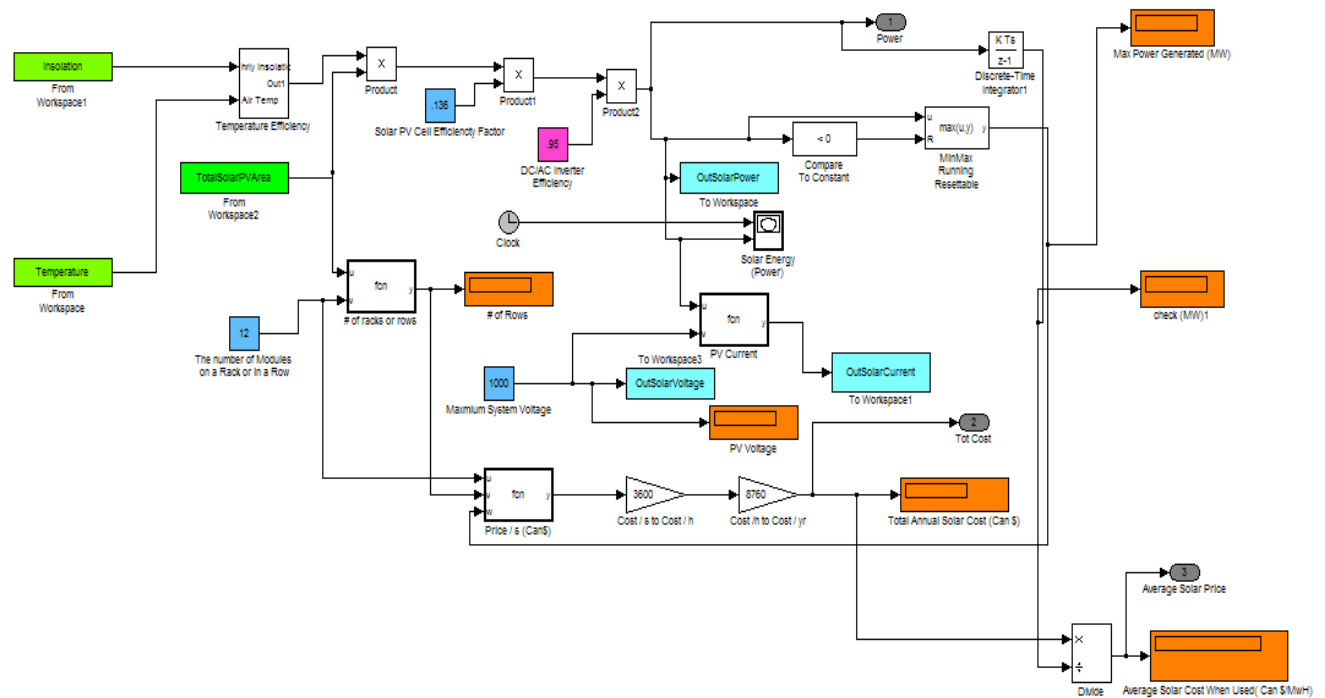 Insolation
From
Workspace1
hrly Insolatic
Out1
Air Temp
Temperature Efficiency
X
Product
.136
Solar PV Cell Efficiencty Factor
X
Product1
.95
DC/AC Inverter
Efficiency
X
Product2
1
Power
K Ts
z-1
Discrete-Time
Integrator1
Max Power Generated (MW)
TotalSolarPVArea
From
Workspace2
OutSolarPower
To Workspace
< 0
Compare
To Constant
u
R
max(u,y)
y
MinMax
Running
Resettable
Clock
Solar Energy
(Power)
Temperature
From
Workspace
u
v
fcn
y
# of racks or rows
# of Rows
12
The number of Modules
on a Rack or In a Row
u
v
fcn
y
PV Current
check (MW)1
1000
Maxmium System Voltage
To Workspace3
OutSolarVoltage
PV Voltage
OutSolarCurrent
To Workspace1
2
Tot Cost
u
v
w
fcn
y
Price / s (Can$)
3600
Cost / s to Cost / h
8760
Cost /h to Cost / yr
Total Annual Solar Cost (Can $)
×
÷
Divide
3
Average Solar Price
Average Solar Cost When Used( Can $/MwH)